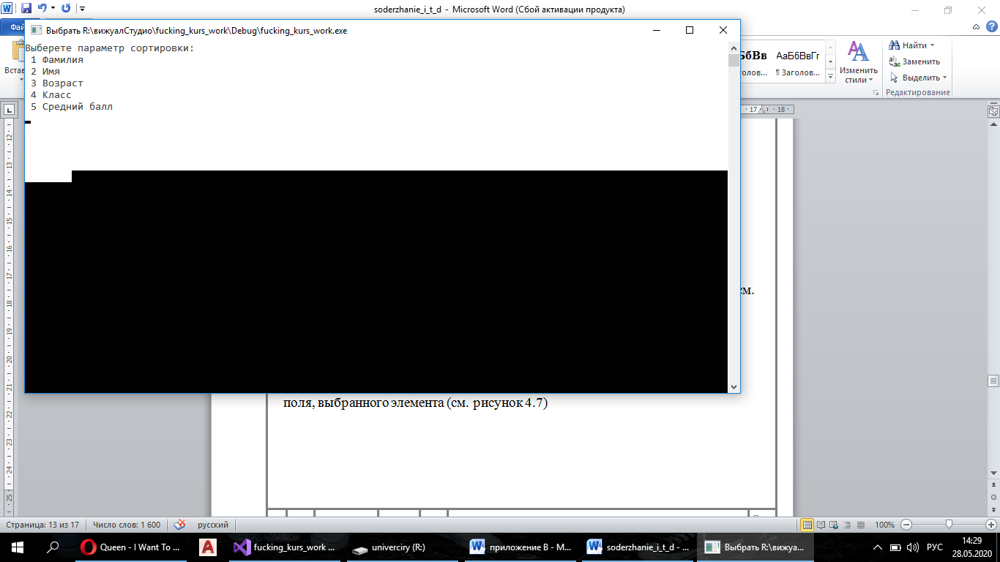 soderzhanie_i_t_d - Microsoft Word (Сбой активации продукта)
Выбрать R:\вижуалСтудио\fucking_kurs_work\Debug\fucking_kurs_work.exe
Выберете параметр сортировки:
1 Фамилия
2 Имя
3 Возраст
4 Класс
5 Средний балл
Фай
Встав
бБбВв
АаБбВвГг
голов...
¶ Заголов...
Изменить
стили
Найти
Заменить
Выделить
Редактирование
17 18
12
13
14
15
16
17
18
19
20
21
22
23
24
25
см.
поля, выбранного элемента (см. рисунок 4.7)
Страница: 13 из 17
Число слов: 1 600
русский
100%
Queen - I Want To ...
fucking_kurs_work ...
univerciry (R:)
приложение В - M...
soderzhanie_i_t_d - ...
Выбрать R:\вижуа...
РУС
14:29
28.05.2020